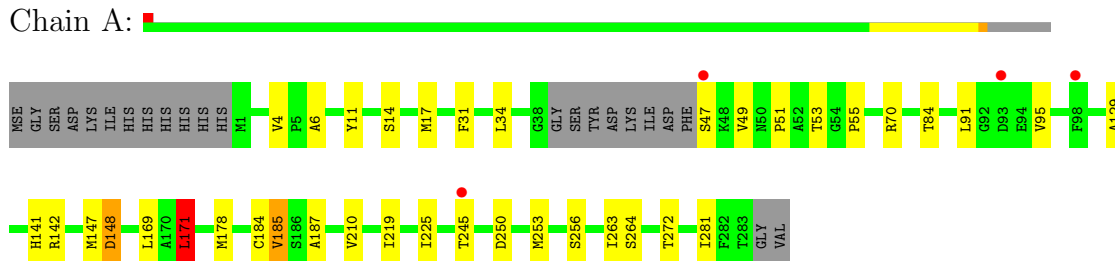 Chain A:
MSE GLY SER ASP LYS ILE HIS HIS HIS HIS HIS HIS M1 V4 P5 A6 Y11 S14 M17 F31 L34 G38 GLY SER TYR ASP LYS ILE ASP PHE S47 K48 V49 N50 P51 A52 T53 G54 P55 R70 T84 L91 G92 D93 E94 V95 F98 A129
H141 R142 M147 D148 L169 A170 L171 M178 C184 V185 S186 A187 V210 I219 I225 T245 D250 M253 S256 I263 S264 T272 I281 F282 T283 GLY VAL